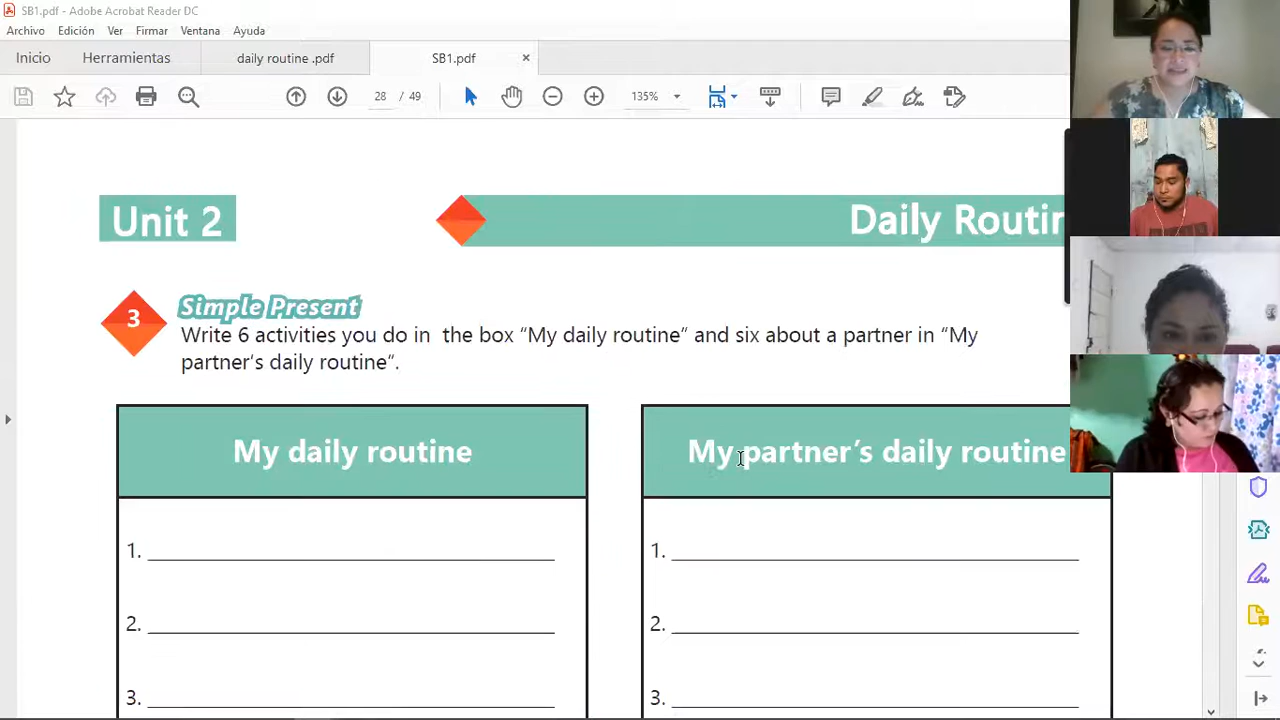 SB1.pdf - Adobe Acrobat Reader DC
Archivo Edición Ver Firmar Ventana Ayuda
Inicio Herramientas daily routine .pdf SB1.pdf ×
28 / 49 135%
Unit 2
Daily Routin
3
Simple Present
Write 6 activities you do in the box “My daily routine” and six about a partner in “My
partner’s daily routine“.
My daily routine
My partner’s daily routine
1. 1.
2. 2.
3. 3.